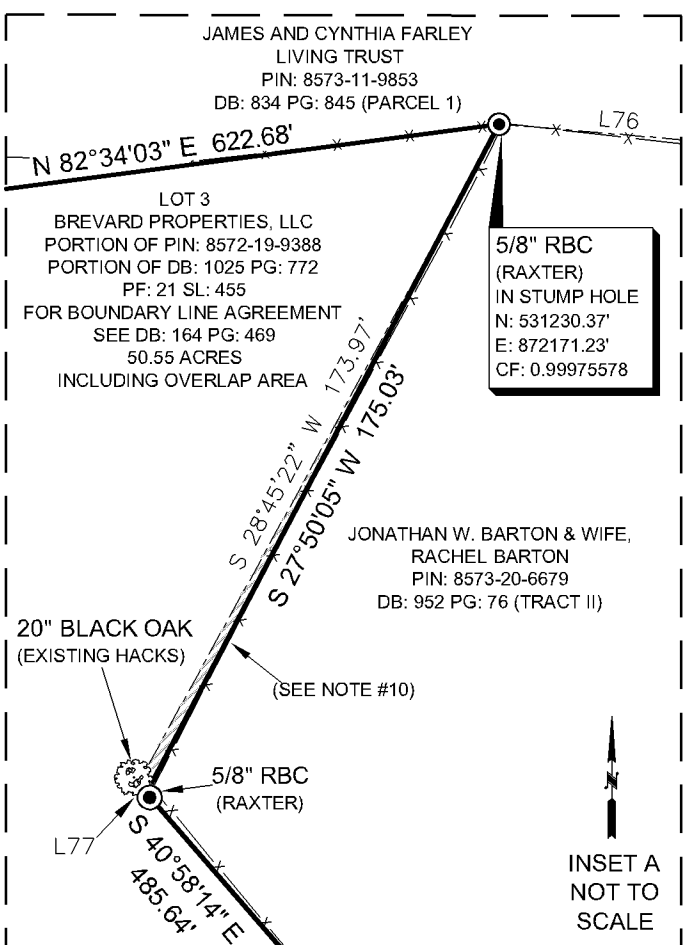 JAMES AND CYNTHIA FARLEY
LIVING TRUST
PIN: 8573-11-9853
DB: 834 PG: 845 (PARCEL 1)
L76
N 82°34'03" E 622.68'
LOT 3
BREVARD PROPERTIES, LLC
PORTION OF PIN: 8572-19-9388
PORTION OF DB: 1025 PG: 772
PF: 21 SL: 455
FOR BOUNDARY LINE AGREEMENT
SEE DB: 164 PG: 469
50.55 ACRES
INCLUDING OVERLAP AREA
5/8" RBC
(RAXTER)
IN STUMP HOLE
N: 531230.37'
E: 872171.23'
CF: 0.99975578
S 28°45'22" W 173.97'
S 27°50'05" W 175.03'
JONATHAN W. BARTON & WIFE,
RACHEL BARTON
PIN: 8573-20-6679
DB: 952 PG: 76 (TRACT II)
20" BLACK OAK
(EXISTING HACKS)
(SEE NOTE #10)
5/8" RBC
(RAXTER)
L77
S 40°58'14" E
485.64'
N
INSET A
NOT TO
SCALE